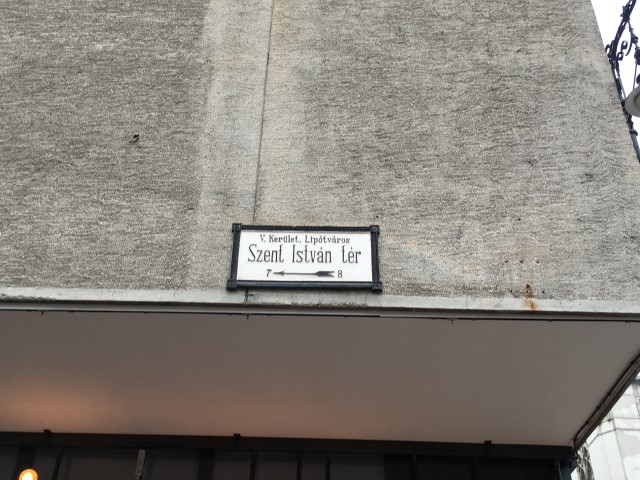 V. Kerület, Lipótváros
Szent István tér
7 8